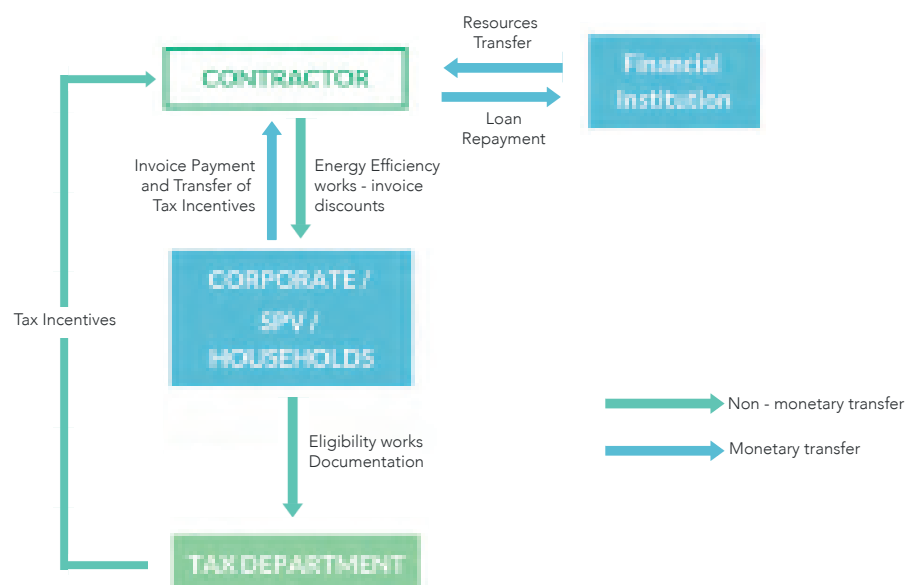 Resources
Transfer
CONTRACTOR
Financial
Institution
Loan
Repayment
Invoice Payment
and Transfer of
Tax Incentives
Energy Efficiency
works - invoice
discounts
CORPORATE /
SPV /
HOUSEHOLDS
Tax Incentives
Non - monetary transfer
Eligibility works
Documentation
Monetary transfer
TAX DEPARTMENT